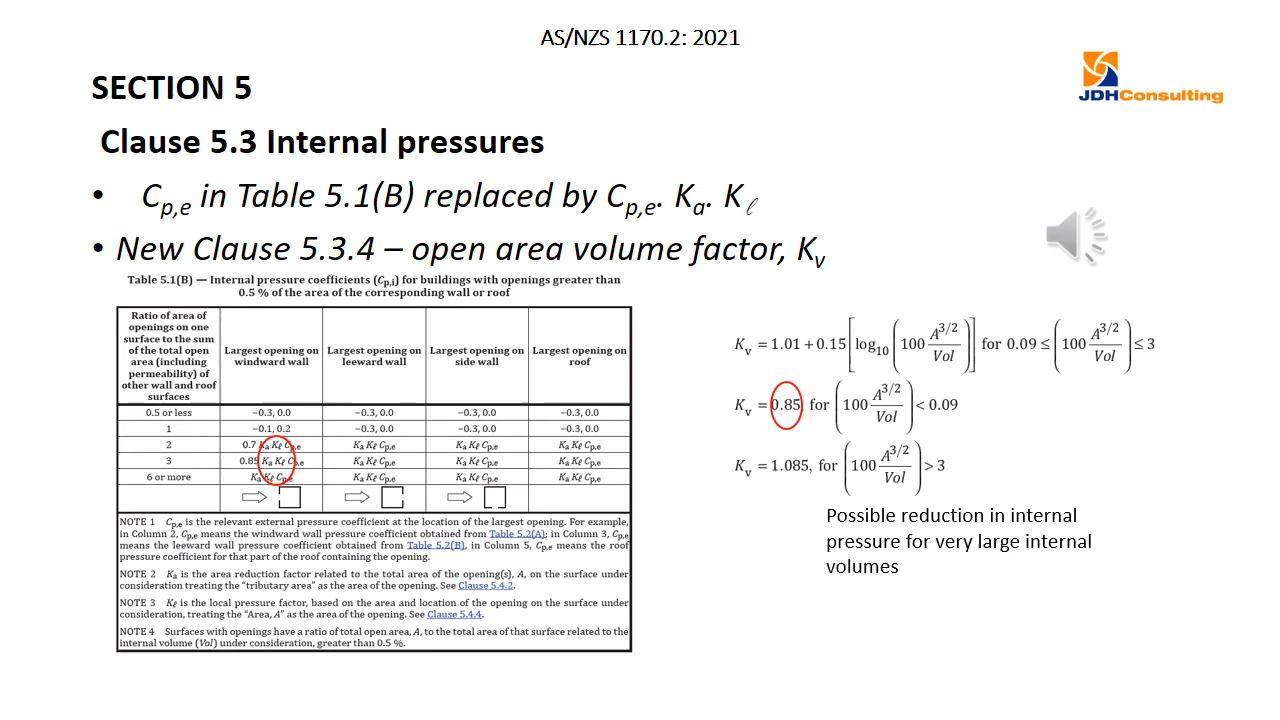 AS/NZS 1170.2: 2021
JDHConsulting
SECTION 5
Clause 5.3 Internal pressures
• Cp,e in Table 5.1(B) replaced by Cp,e. Ka. Kℓ
• New Clause 5.3.4 – open area volume factor, Kv
Table 5.1(B) — Internal pressure coefficients (Cp,i) for buildings with openings greater than
0.5 % of the area of the corresponding wall or roof
Ratio of area of
openings on one
surface to the sum
of the total open
area (including
permeability) of
other wall and roof
surfaces
Largest opening on
windward wall
Largest opening on
leeward wall
Largest opening on
side wall
Largest opening on
roof
0.5 or less −0.3, 0.0 −0.3, 0.0 −0.3, 0.0 −0.3, 0.0
1 −0.1, 0.2 −0.3, 0.0 −0.3, 0.0 −0.3, 0.0
2 0.7 Ka Kℓ Cp,e Ka Kℓ Cp,e Ka Kℓ Cp,e Ka Kℓ Cp,e
3 0.85 Ka Kℓ Cp,e Ka Kℓ Cp,e Ka Kℓ Cp,e Ka Kℓ Cp,e
6 or more Ka Kℓ Cp,e Ka Kℓ Cp,e Ka Kℓ Cp,e Ka Kℓ Cp,e
NOTE 1 Cp,e is the relevant external pressure coefficient at the location of the largest opening. For example,
in Column 2, Cp,e means the windward wall pressure coefficient obtained from Table 5.2(A); in Column 3, Cp,e
means the leeward wall pressure coefficient obtained from Table 5.2(B), in Column 5, Cp,e means the roof
pressure coefficient for that part of the roof containing the opening.
NOTE 2 Ka is the area reduction factor related to the total area of the opening(s), A, on the surface under
consideration treating the “tributary area” as the area of the opening. See Clause 5.4.2.
NOTE 3 Kℓ is the local pressure factor, based on the area and location of the opening on the surface under
consideration, treating the “Area, A” as the area of the opening. See Clause 5.4.4.
NOTE 4 Surfaces with openings have a ratio of total open area, A, to the total area of that surface related to the
internal volume (Vol) under consideration, greater than 0.5 %.
Kv = 1.01 + 0.15 [log10 (100 A^3/2 / Vol)] for 0.09 ≤ (100 A^3/2 / Vol) ≤ 3
Kv = 0.85, for (100 A^3/2 / Vol) < 0.09
Kv = 1.085, for (100 A^3/2 / Vol) > 3
Possible reduction in internal
pressure for very large internal
volumes